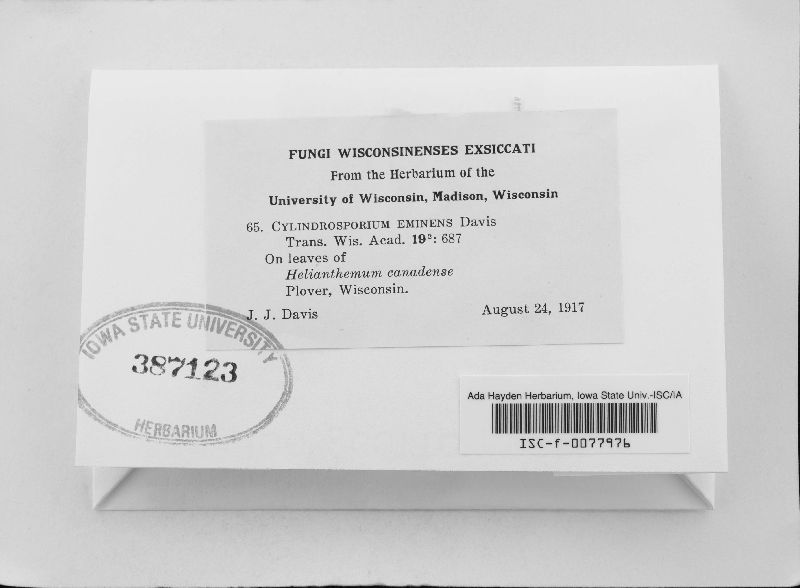 FUNGI WISCONSINENSES EXSICCATI
From the Herbarium of the
University of Wisconsin, Madison, Wisconsin
65. CYLINDROSPORIUM EMINENS Davis
Trans. Wis. Acad. 19²: 687
On leaves of
Helianthemum canadense
Plover, Wisconsin.
J. J. Davis August 24, 1917
IOWA STATE UNIVERSITY
387123
HERBARIUM
Ada Hayden Herbarium, Iowa State Univ.-ISC/IA
ISC-f-0077976